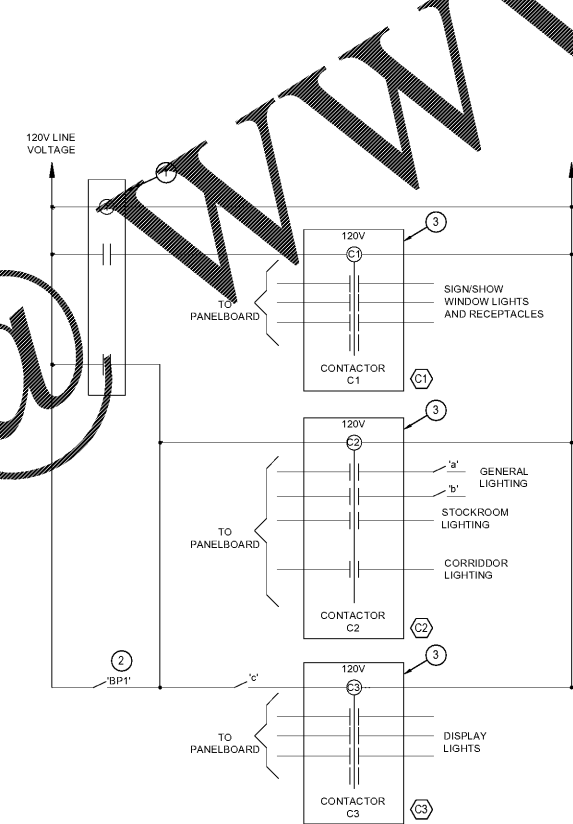 @ WWW
120V LINE
VOLTAGE
1
3
120V
C1
SIGN/SHOW
WINDOW LIGHTS
AND RECEPTACLES
TO
PANELBOARD
CONTACTOR
C1
C1
3
120V
C2
'a'
GENERAL
LIGHTING
'b'
STOCKROOM
LIGHTING
TO
PANELBOARD
CORRIDDOR
LIGHTING
CONTACTOR
C2
C2
2
3
120V
'BP1'
'c'
C3
TO
PANELBOARD
DISPLAY
LIGHTS
CONTACTOR
C3
C3